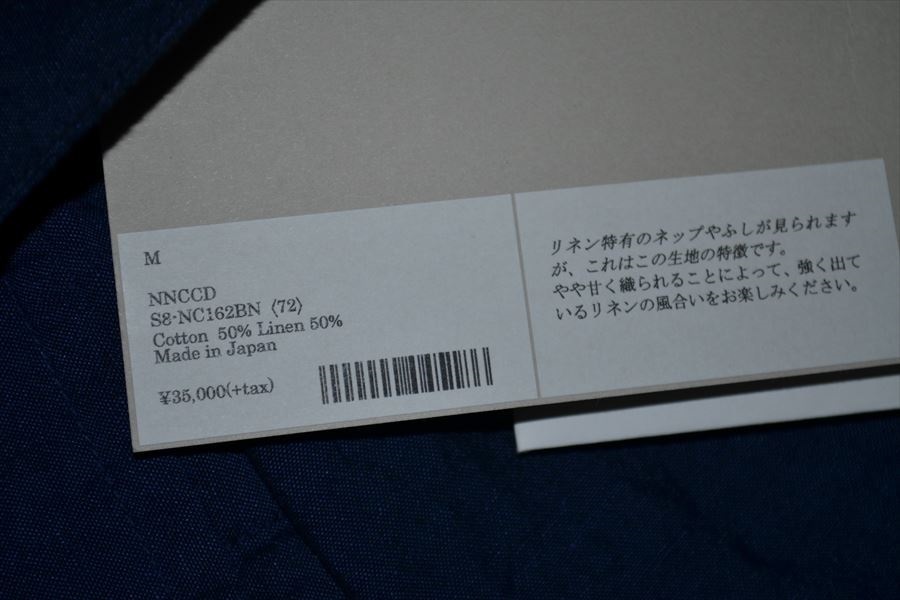 M
NNCCD
S8-NC162BN 〈72〉
Cotton 50% Linen 50%
Made in Japan
¥35,000(+tax)
リネン特有のネップやふしが見られます
が、これはこの生地の特徴です。
やや甘く織られることによって、強く出て
いるリネンの風合いをお楽しみください。